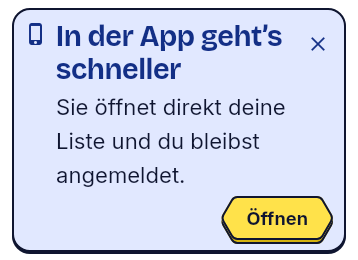 In der App geht's
schneller
Sie öffnet direkt deine
Liste und du bleibst
angemeldet.
Öffnen